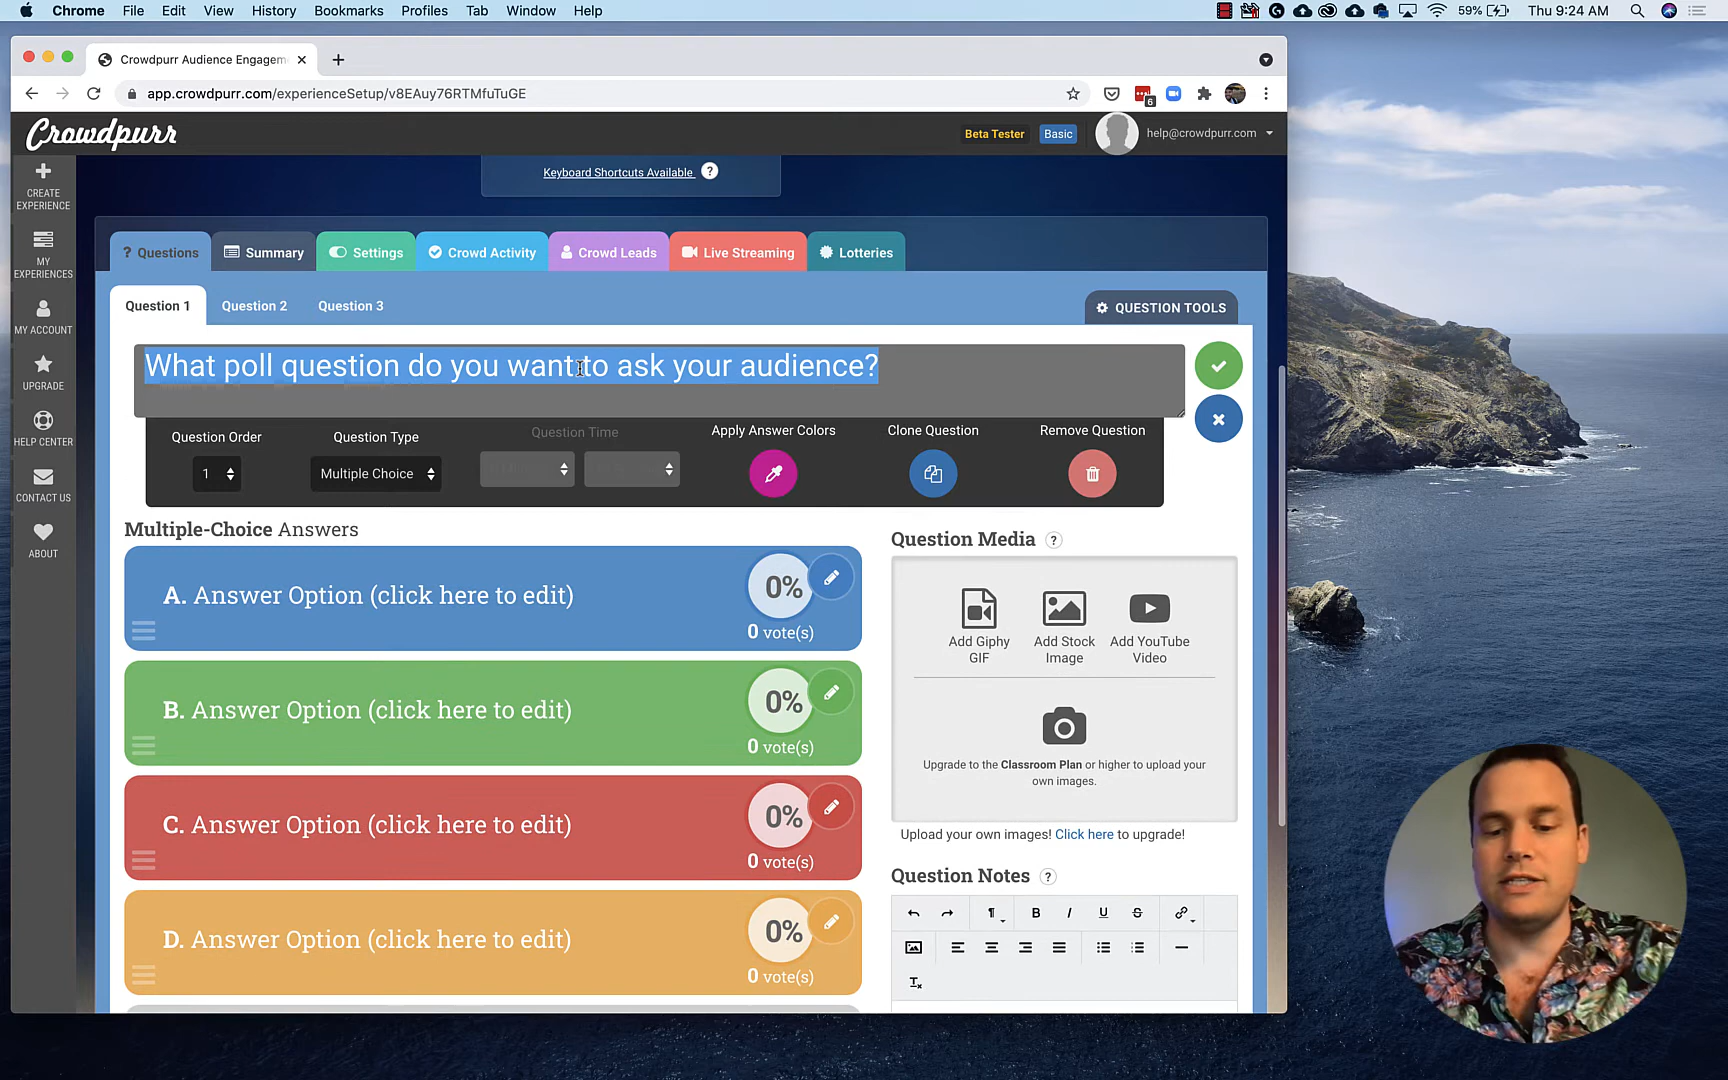 Chrome File Edit View History Bookmarks Profiles Tab Window Help
59% Thu 9:24 AM
Crowdpurr Audience Engagem
app.crowdpurr.com/experienceSetup/v8EAuy76RTMfuTuGE
6
Crowdpurr
Beta Tester Basic help@crowdpurr.com
Keyboard Shortcuts Available ?
CREATE
EXPERIENCE
MY
EXPERIENCES
MY ACCOUNT
UPGRADE
HELP CENTER
CONTACT US
ABOUT
? Questions Summary Settings Crowd Activity Crowd Leads Live Streaming Lotteries
Question 1 Question 2 Question 3 QUESTION TOOLS
What poll question do you want to ask your audience?
Question Order Question Type Question Time Apply Answer Colors Clone Question Remove Question
1 Multiple Choice
Multiple-Choice Answers
A. Answer Option (click here to edit) 0%
0 vote(s)
B. Answer Option (click here to edit) 0%
0 vote(s)
C. Answer Option (click here to edit) 0%
0 vote(s)
D. Answer Option (click here to edit) 0%
0 vote(s)
Question Media ?
Add Giphy
GIF
Add Stock
Image
Add YouTube
Video
Upgrade to the Classroom Plan or higher to upload your
own images.
Upload your own images! Click here to upgrade!
Question Notes ?